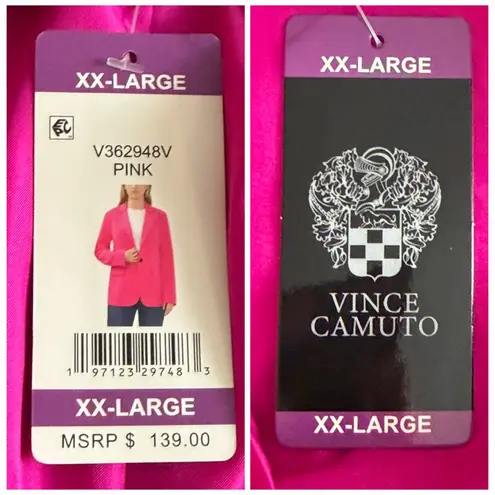 XX-LARGE
V362948V
PINK
1 97123 29748 3
XX-LARGE
MSRP $ 139.00
XX-LARGE
VINCE
CAMUTO
XX-LARGE